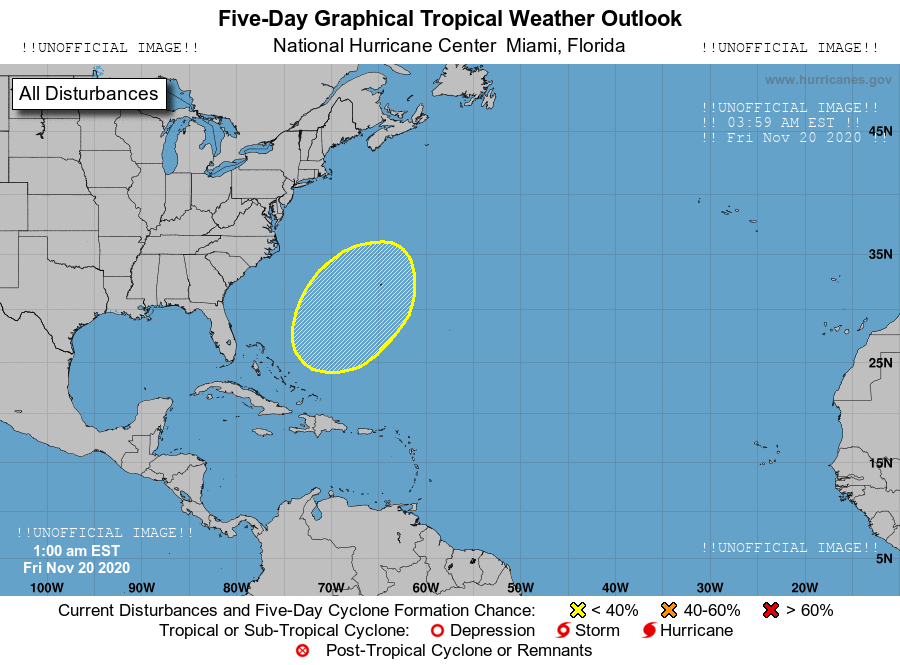 Five-Day Graphical Tropical Weather Outlook
!!UNOFFICIAL IMAGE!! National Hurricane Center Miami, Florida !!UNOFFICIAL IMAGE!!
www.hurricanes.gov
All Disturbances
!!UNOFFICIAL IMAGE!!
!! 03:59 AM EST !!
!! Fri Nov 20 2020 !!
45N
35N
25N
15N
5N
!!UNOFFICIAL IMAGE!!
1:00 am EST
Fri Nov 20 2020
!!UNOFFICIAL IMAGE!!
100W 90W 80W 70W 60W 50W 40W 30W 20W
Current Disturbances and Five-Day Cyclone Formation Chance: < 40% 40-60% > 60%
Tropical or Sub-Tropical Cyclone: Depression Storm Hurricane
Post-Tropical Cyclone or Remnants